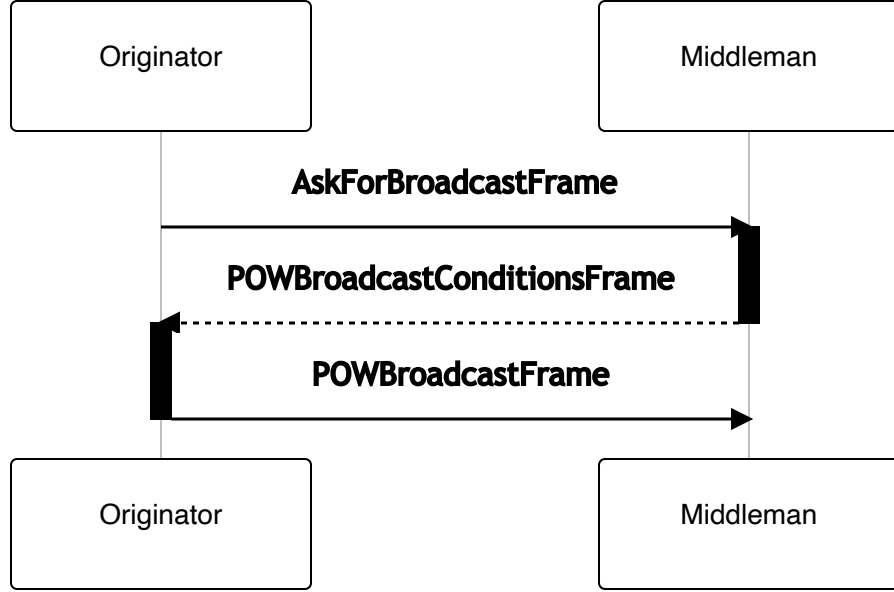 Originator
Middleman
AskForBroadcastFrame
POWBroadcastConditionsFrame
POWBroadcastFrame
Originator
Middleman